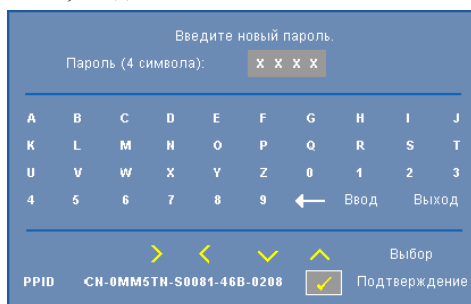 Введите новый пароль.
Пароль (4 символа): X X X X
A B C D E F G H I J
K L M N O P Q R S T
U V W X Y Z 0 1 2 3
4 5 6 7 8 9 Ввод Выход
Выбор
PPID CN-0MM5TN-S0081-46B-0208 Подтверждение